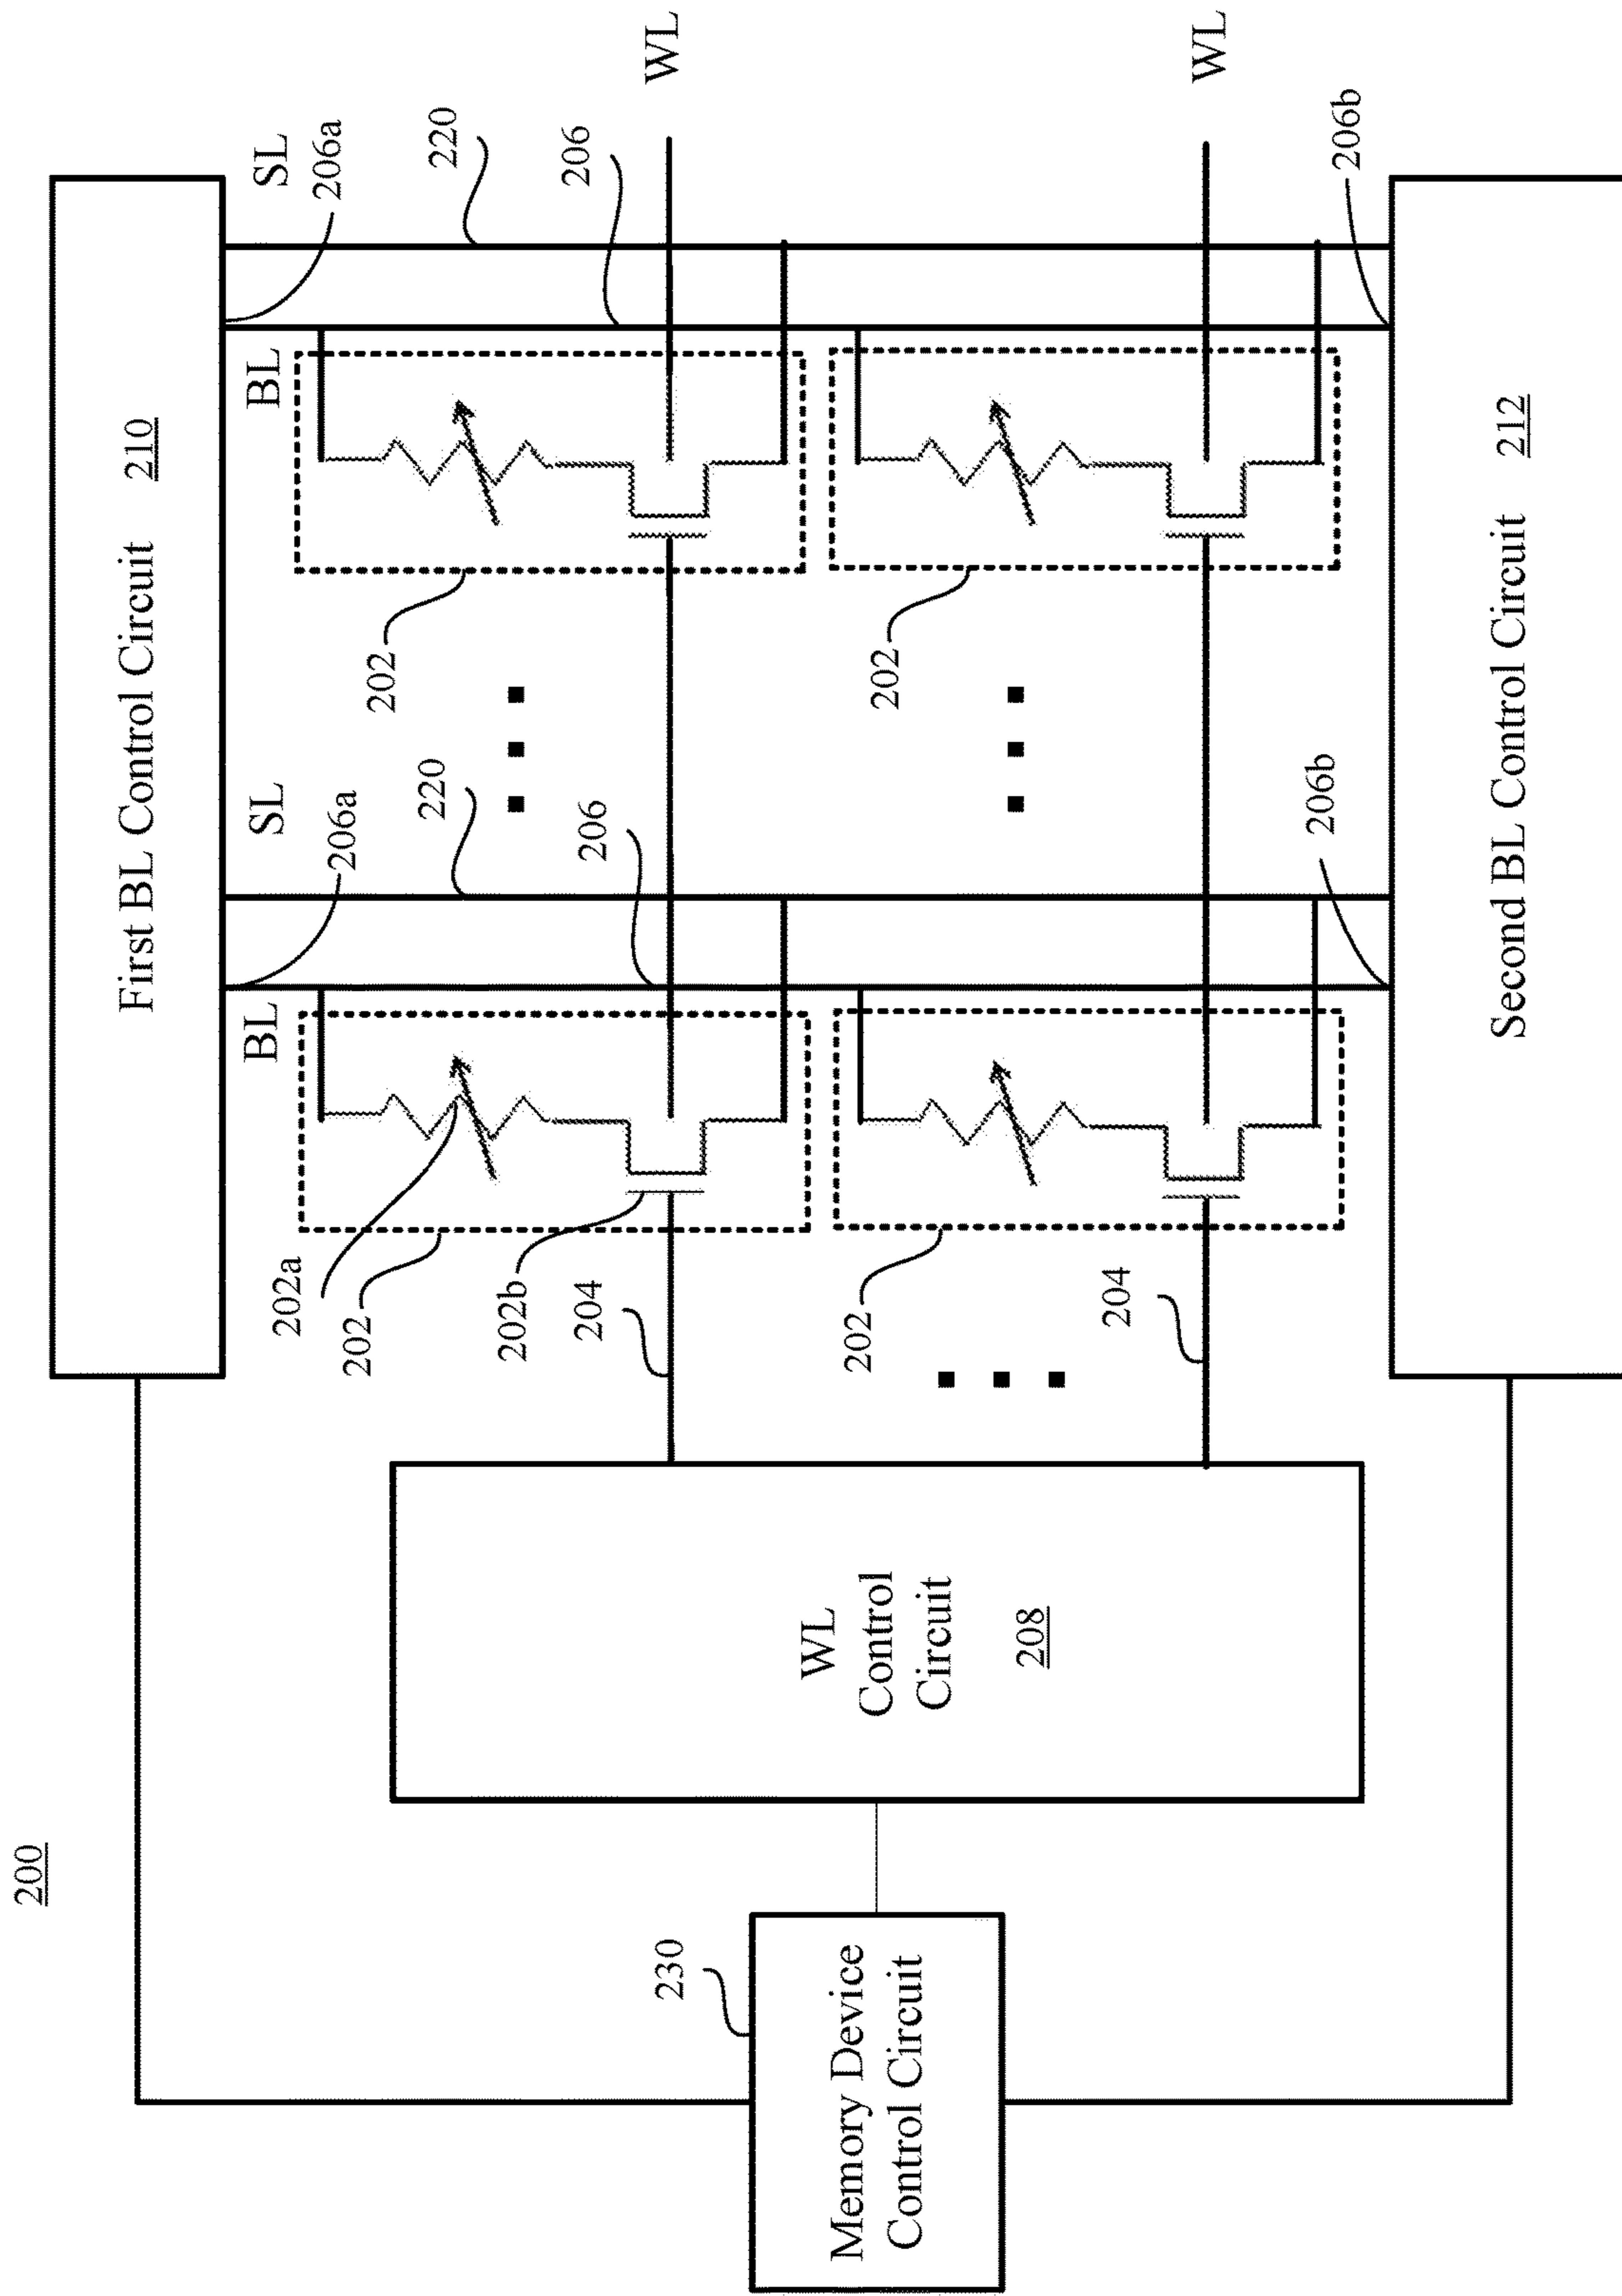 200
First BL Control Circuit 210
BL
SL
206a
220
BL
SL
206a
220
202a
202
202b
204
206
202
206
WL
202
204
206b
202
206b
WL
WL
Control
Circuit
208
230
Memory Device
Control Circuit
Second BL Control Circuit 212